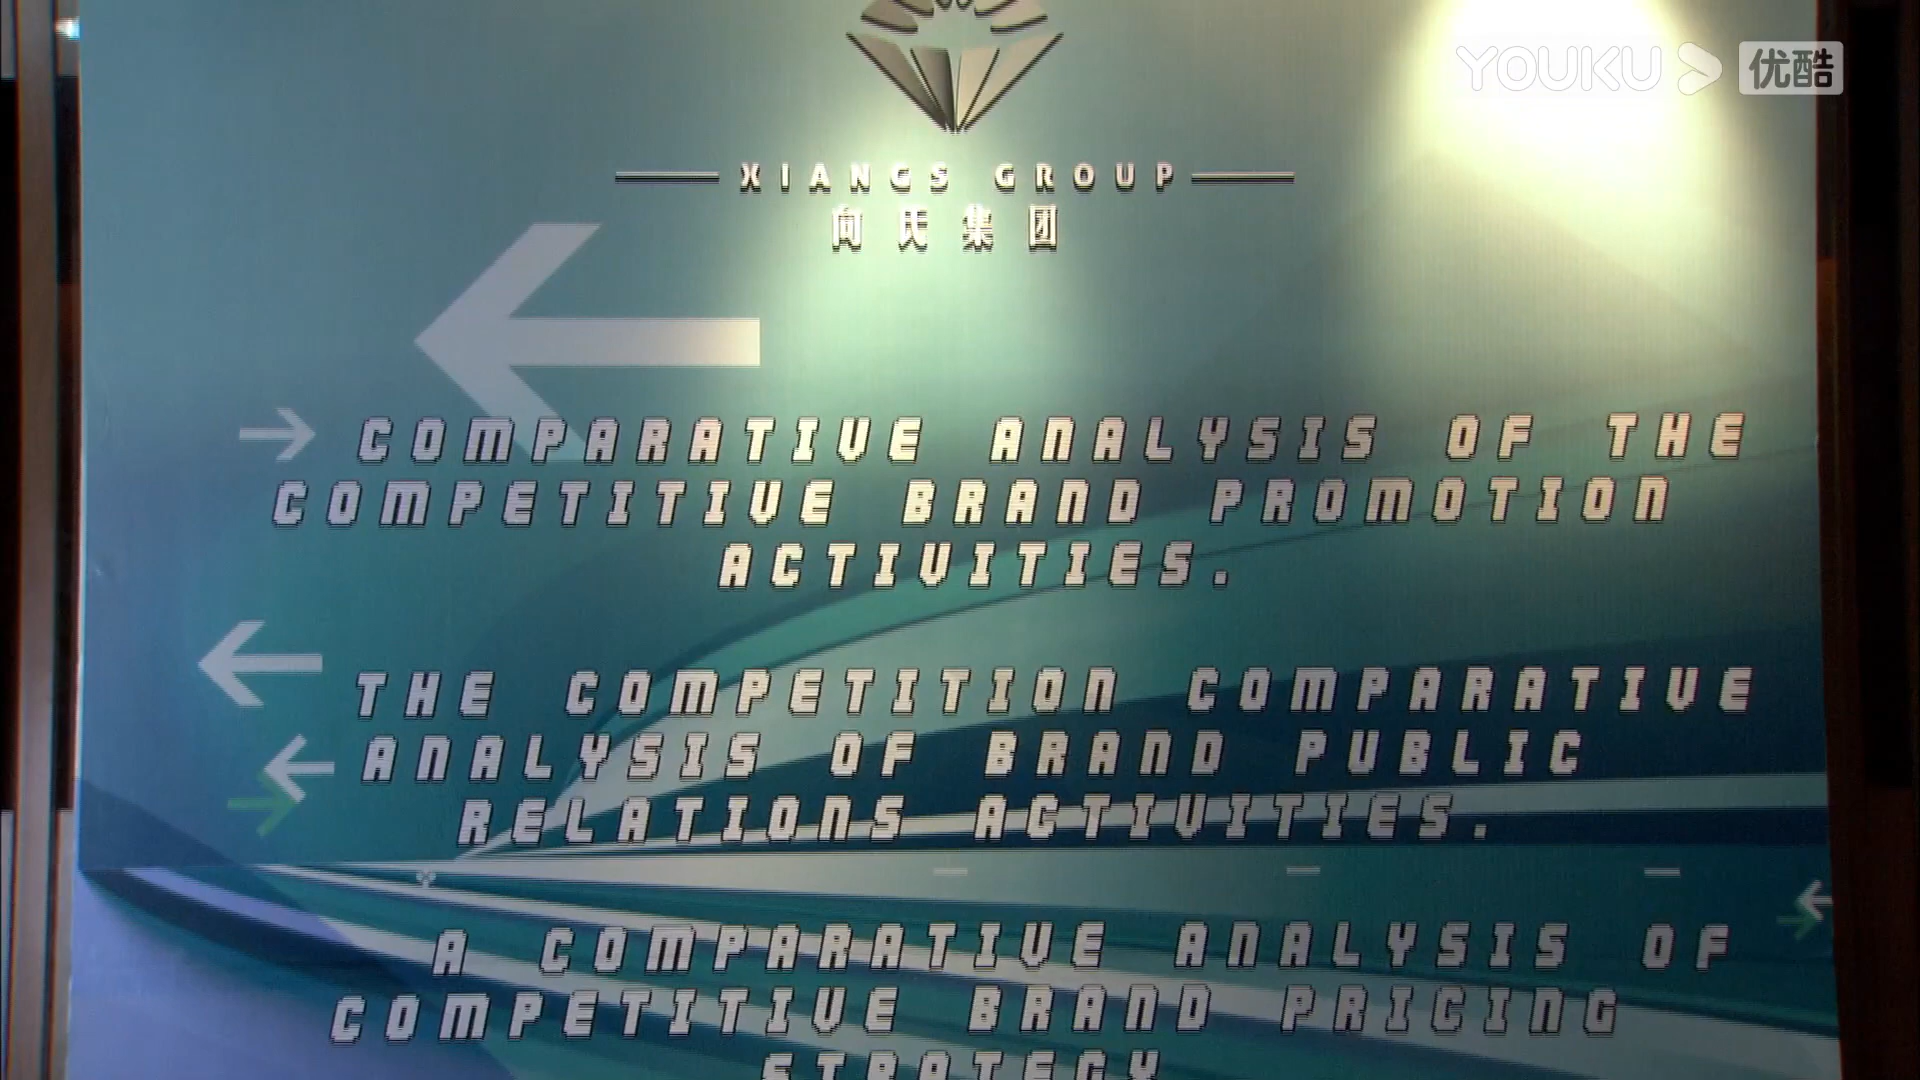 YOUKU 优酷
XIANGS GROUP
向氏集团
COMPARATIVE ANALYSIS OF THE
COMPETITIVE BRAND PROMOTION
ACTIVITIES.
THE COMPETITION COMPARATIVE
ANALYSIS OF BRAND PUBLIC
RELATIONS ACTIVITIES.
A COMPARATIVE ANALYSIS OF
COMPETITIVE BRAND PRICING
STRATEGY